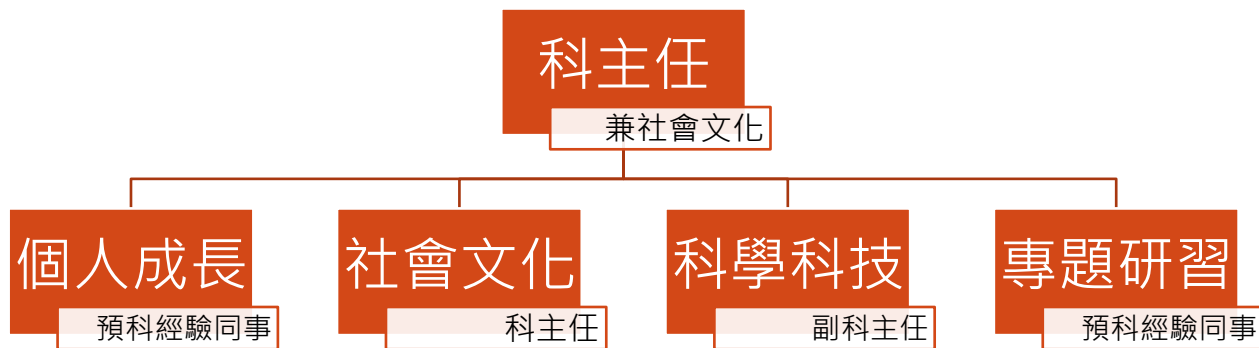 科主任
兼社會文化
個人成長
預科經驗同事
社會文化
科主任
科學科技
副科主任
專題研習
預科經驗同事